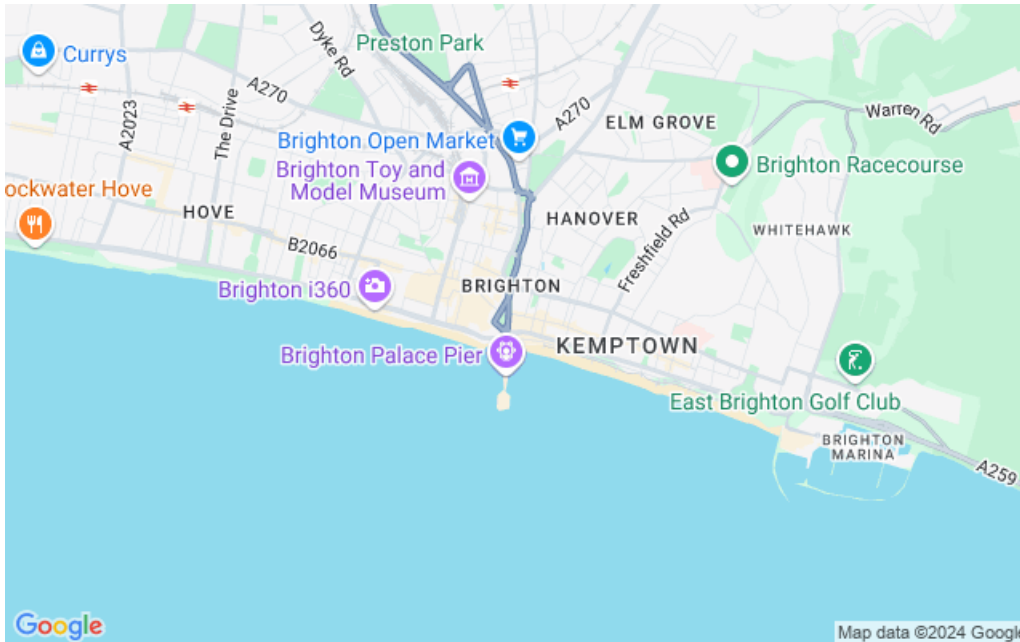 Preston Park
Dyke Rd
Currys
A270
A2023
The Drive
A270
Warren Rd
ELM GROVE
Brighton Open Market
Brighton Toy and
Model Museum
Brighton Racecourse
ockwater Hove
HOVE
HANOVER
WHITEHAWK
Freshfield Rd
B2066
Brighton i360
BRIGHTON
KEMPTOWN
Brighton Palace Pier
East Brighton Golf Club
BRIGHTON
MARINA
A259
Google
Map data ©2024 Google